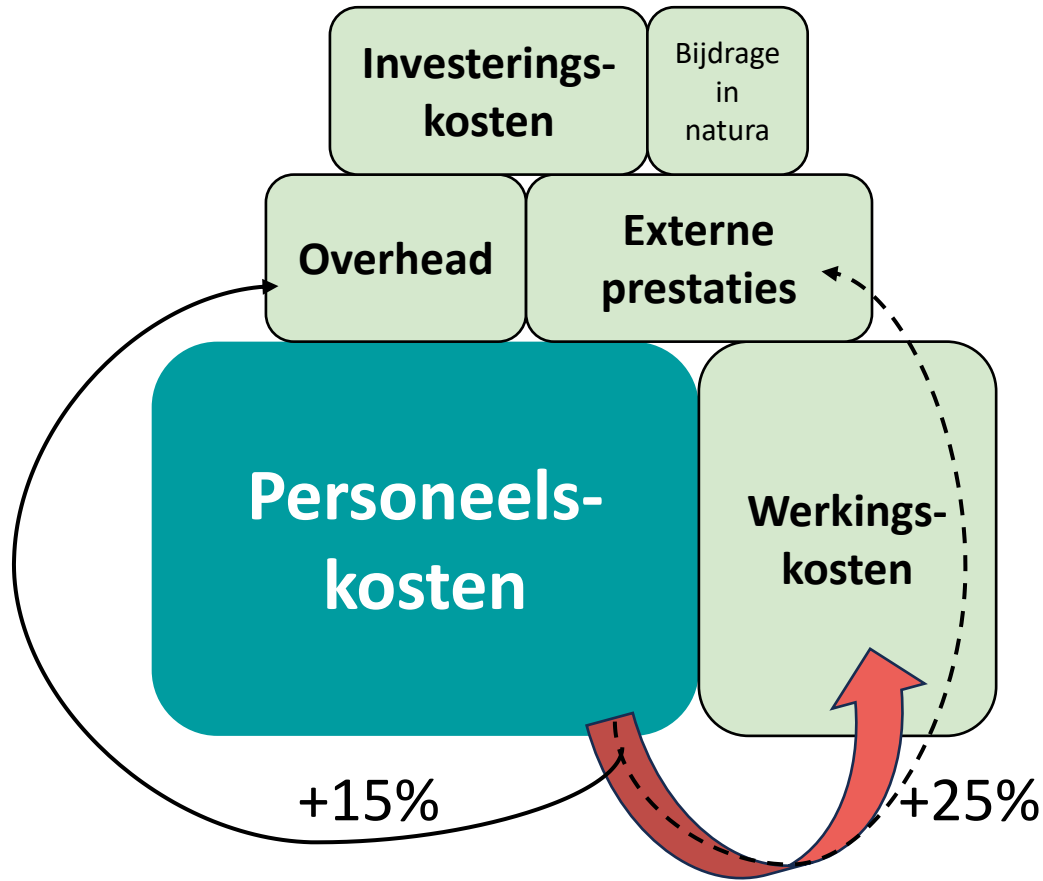 Investerings-
kosten
Bijdrage
in
natura
Overhead
Externe
prestaties
Personeels-
kosten
Werkings-
kosten
+15%
+25%